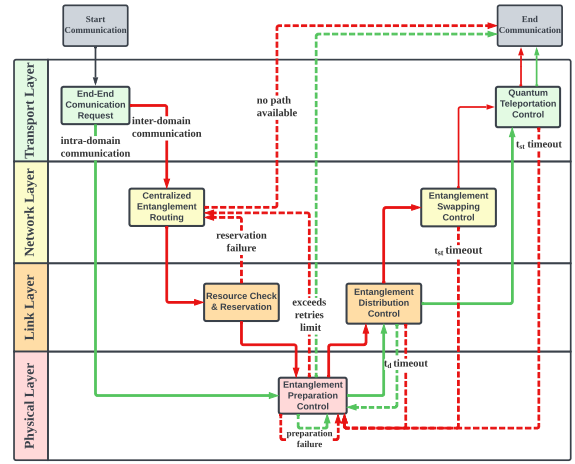 Start
Communication
End
Communication
Transport Layer
End-End
Comunication
Request
Quantum
Teleportation
Control
no path
available
inter-domain
communication
intra-domain
communication
tst timeout
Network Layer
Centralized
Entanglement
Routing
Entanglement
Swapping
Control
reservation
failure
tst timeout
Link Layer
Resource Check
& Reservation
Entanglement
Distribution
Control
exceeds
retries
limit
Physical Layer
td timeout
Entanglement
Preparation
Control
preparation
failure